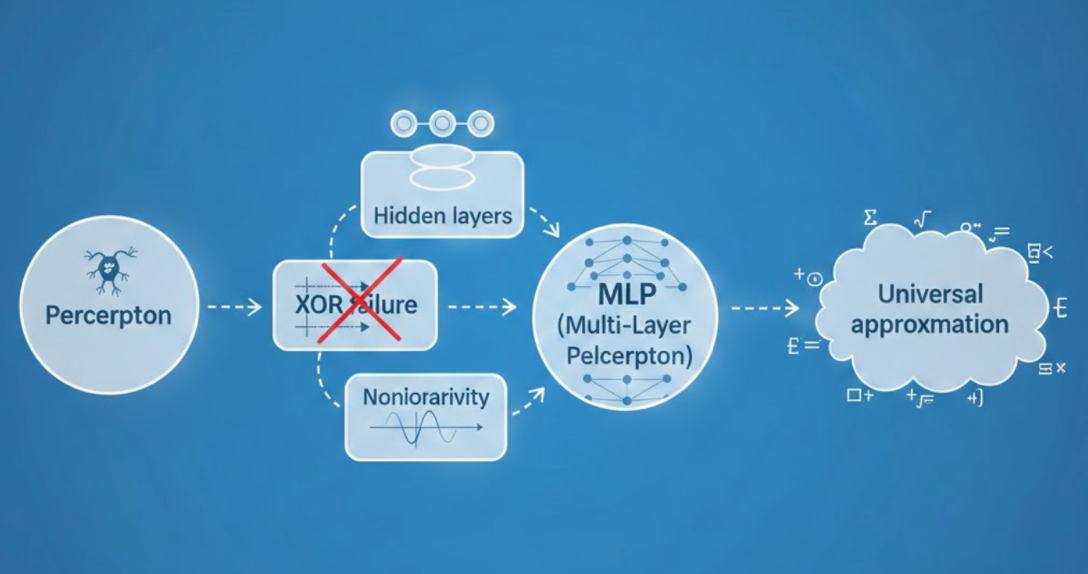 Percerpton
Hidden layers
XOR failure
Noniorarivity
MLP
(Multi-Layer
Pelcerpton)
Universal
approxmation